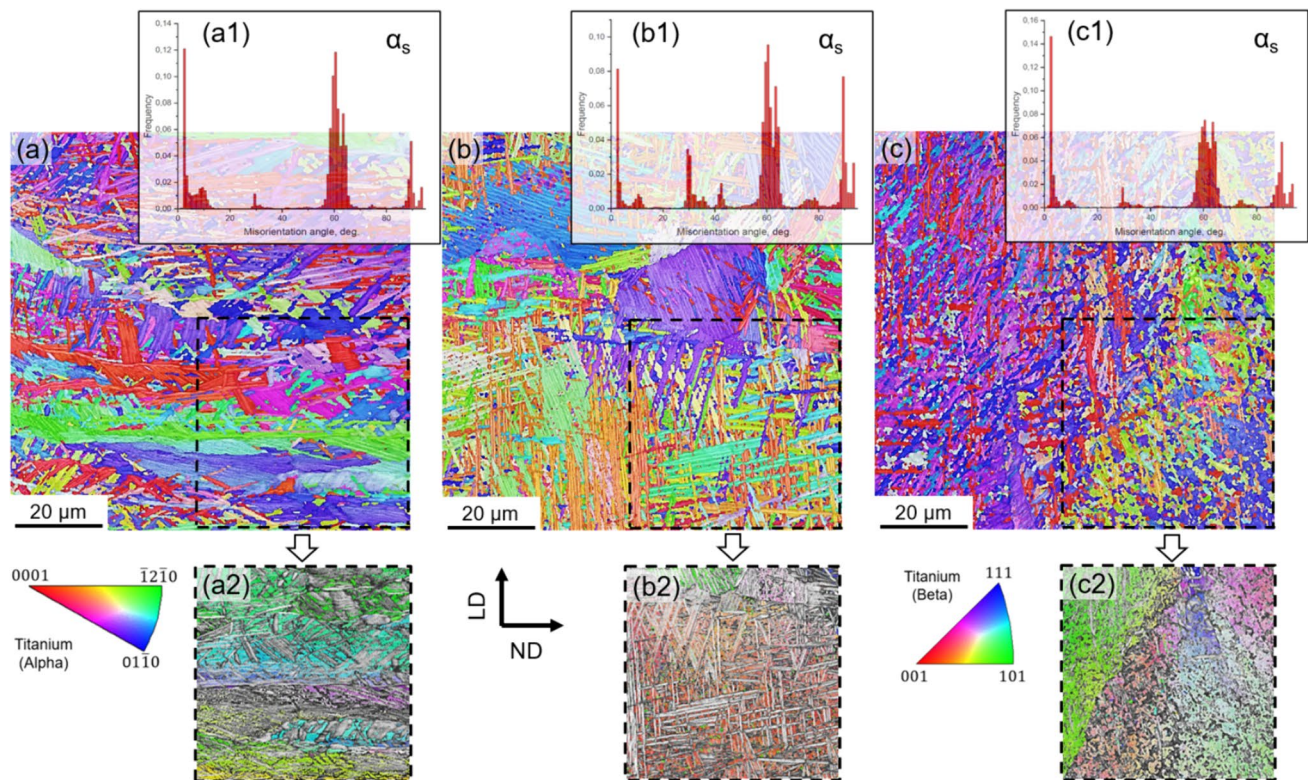 (a1)
αs
0,14
0,12
0,10
0,08
0,06
0,04
0,02
0,00
Frequency
0
20
40
60
80
Misorientation angle, deg.
(b1)
αs
0,10
0,08
0,06
0,04
0,02
0,00
Frequency
0
20
40
60
80
Misorientation angle, deg.
(c1)
αs
0,16
0,14
0,12
0,10
0,08
0,06
0,04
0,02
0,00
Frequency
0
20
40
60
80
Misorientation angle, deg.
(a)
(b)
(c)
20 µm
20 µm
20 µm
0001
1̅21̅0
Titanium
(Alpha)
011̅0
(a2)
LD
ND
(b2)
Titanium
(Beta)
111
001
101
(c2)